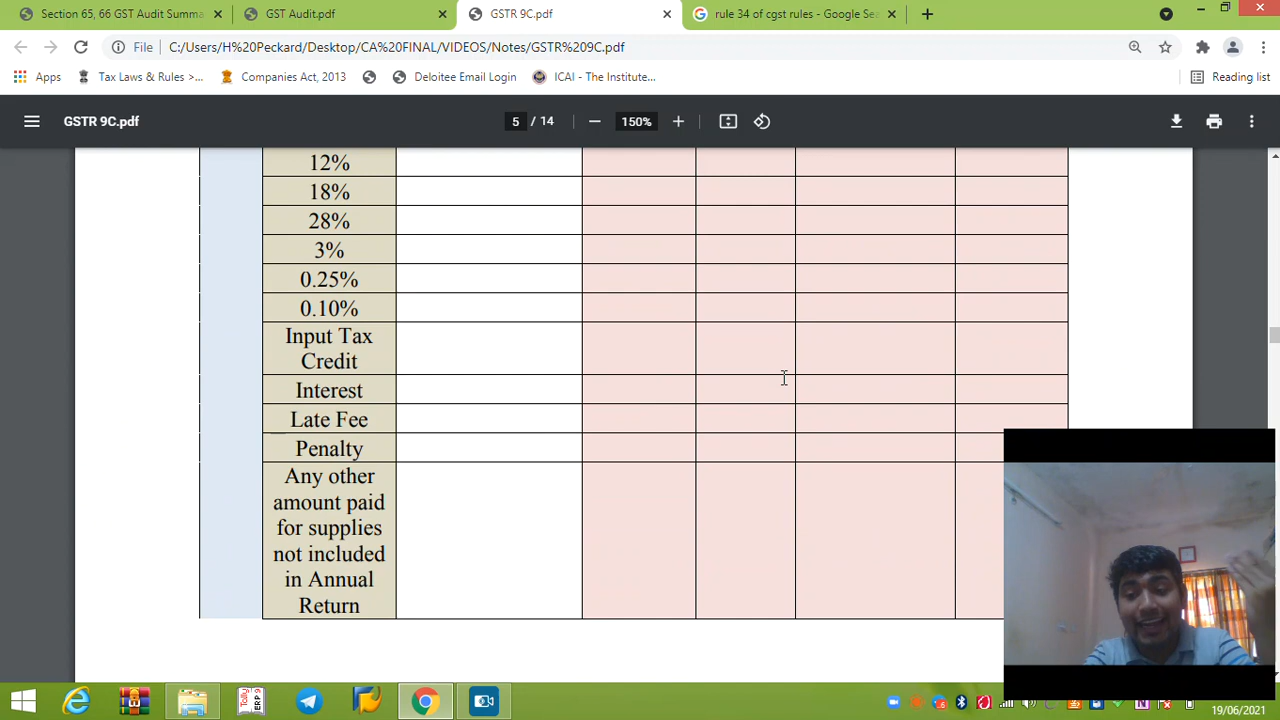 Section 65, 66 GST Audit Summa
GST Audit.pdf
GSTR 9C.pdf
rule 34 of cgst rules - Google Sea
File
C:/Users/H%20Peckard/Desktop/CA%20FINAL/VIDEOS/Notes/GSTR%209C.pdf
Apps
Tax Laws & Rules >...
Companies Act, 2013
Deloitee Email Login
ICAI - The Institute...
Reading list
GSTR 9C.pdf
5 / 14
150%
12%
18%
28%
3%
0.25%
0.10%
Input Tax
Credit
Interest
Late Fee
Penalty
Any other
amount paid
for supplies
not included
in Annual
Return
19/06/2021